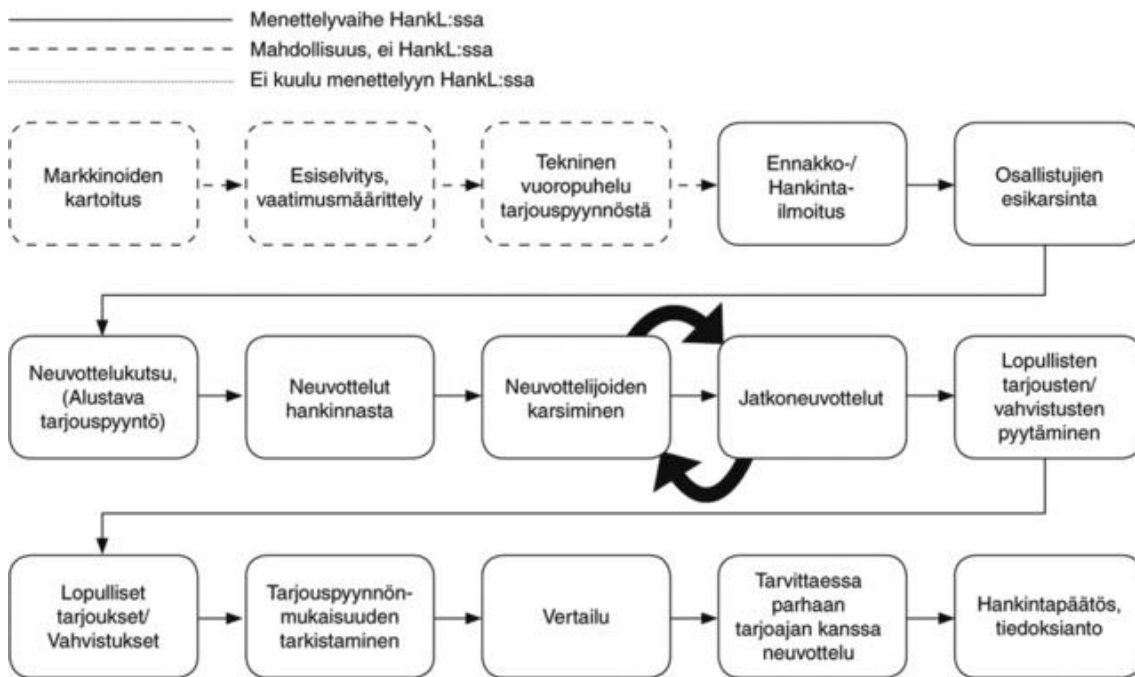 Menettelyvaihe HankL:ssa
Mahdollisuus, ei HankL:ssa
Ei kuulu menettelyyn HankL:ssa
Markkinoiden
kartoitus
Esiselvitys,
vaatimusmäärittely
Tekninen
vuoropuhelu
tarjouspyynnöstä
Ennakko-/
Hankinta-
ilmoitus
Osallistujien
esikarsinta
Neuvottelukutsu,
(Alustava
tarjouspyyntö)
Neuvottelut
hankinnasta
Neuvottelijoiden
karsiminen
Jatkoneuvottelut
Lopullisten
tarjousten/
vahvistusten
pyytäminen
Lopulliset
tarjoukset/
Vahvistukset
Tarjouspyynnön-
mukaisuuden
tarkistaminen
Vertailu
Tarvittaessa
parhaan
tarjoajan kanssa
neuvottelu
Hankintapäätös,
tiedoksianto